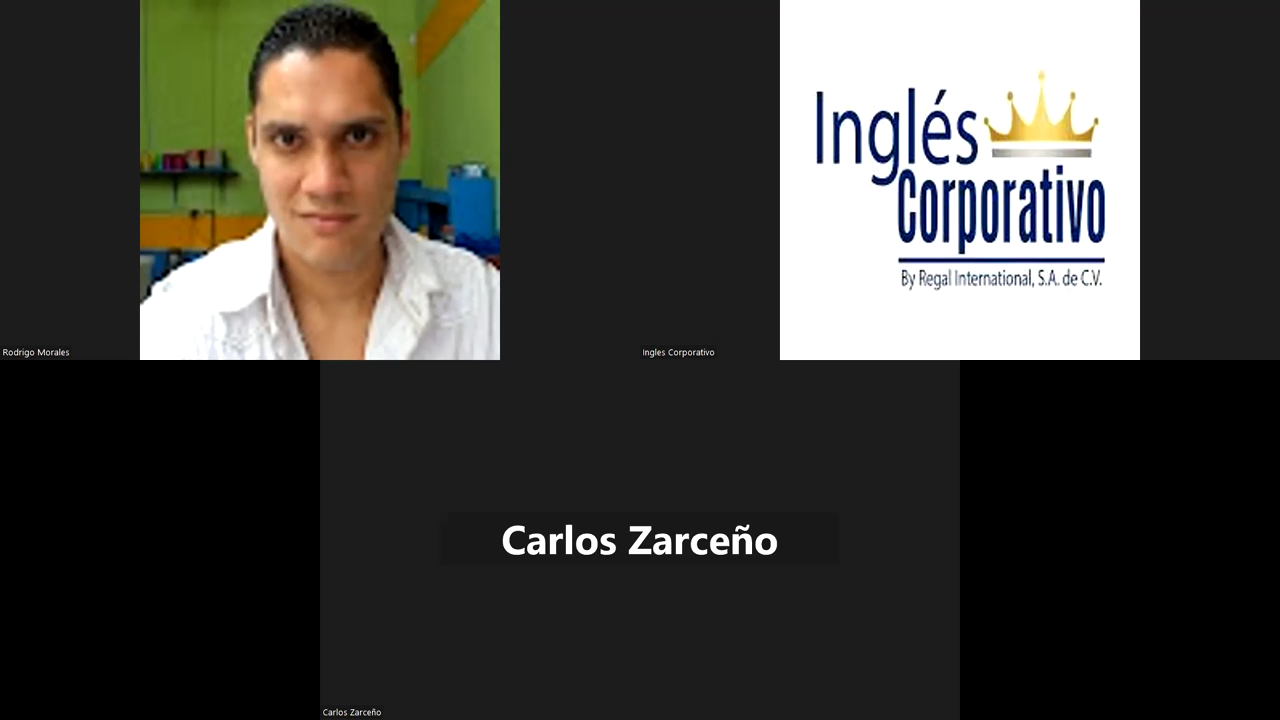 Inglés
Corporativo
By Regal International, S.A. de C.V.
Rodrigo Morales
Ingles Corporativo
Carlos Zarceño
Carlos Zarceño